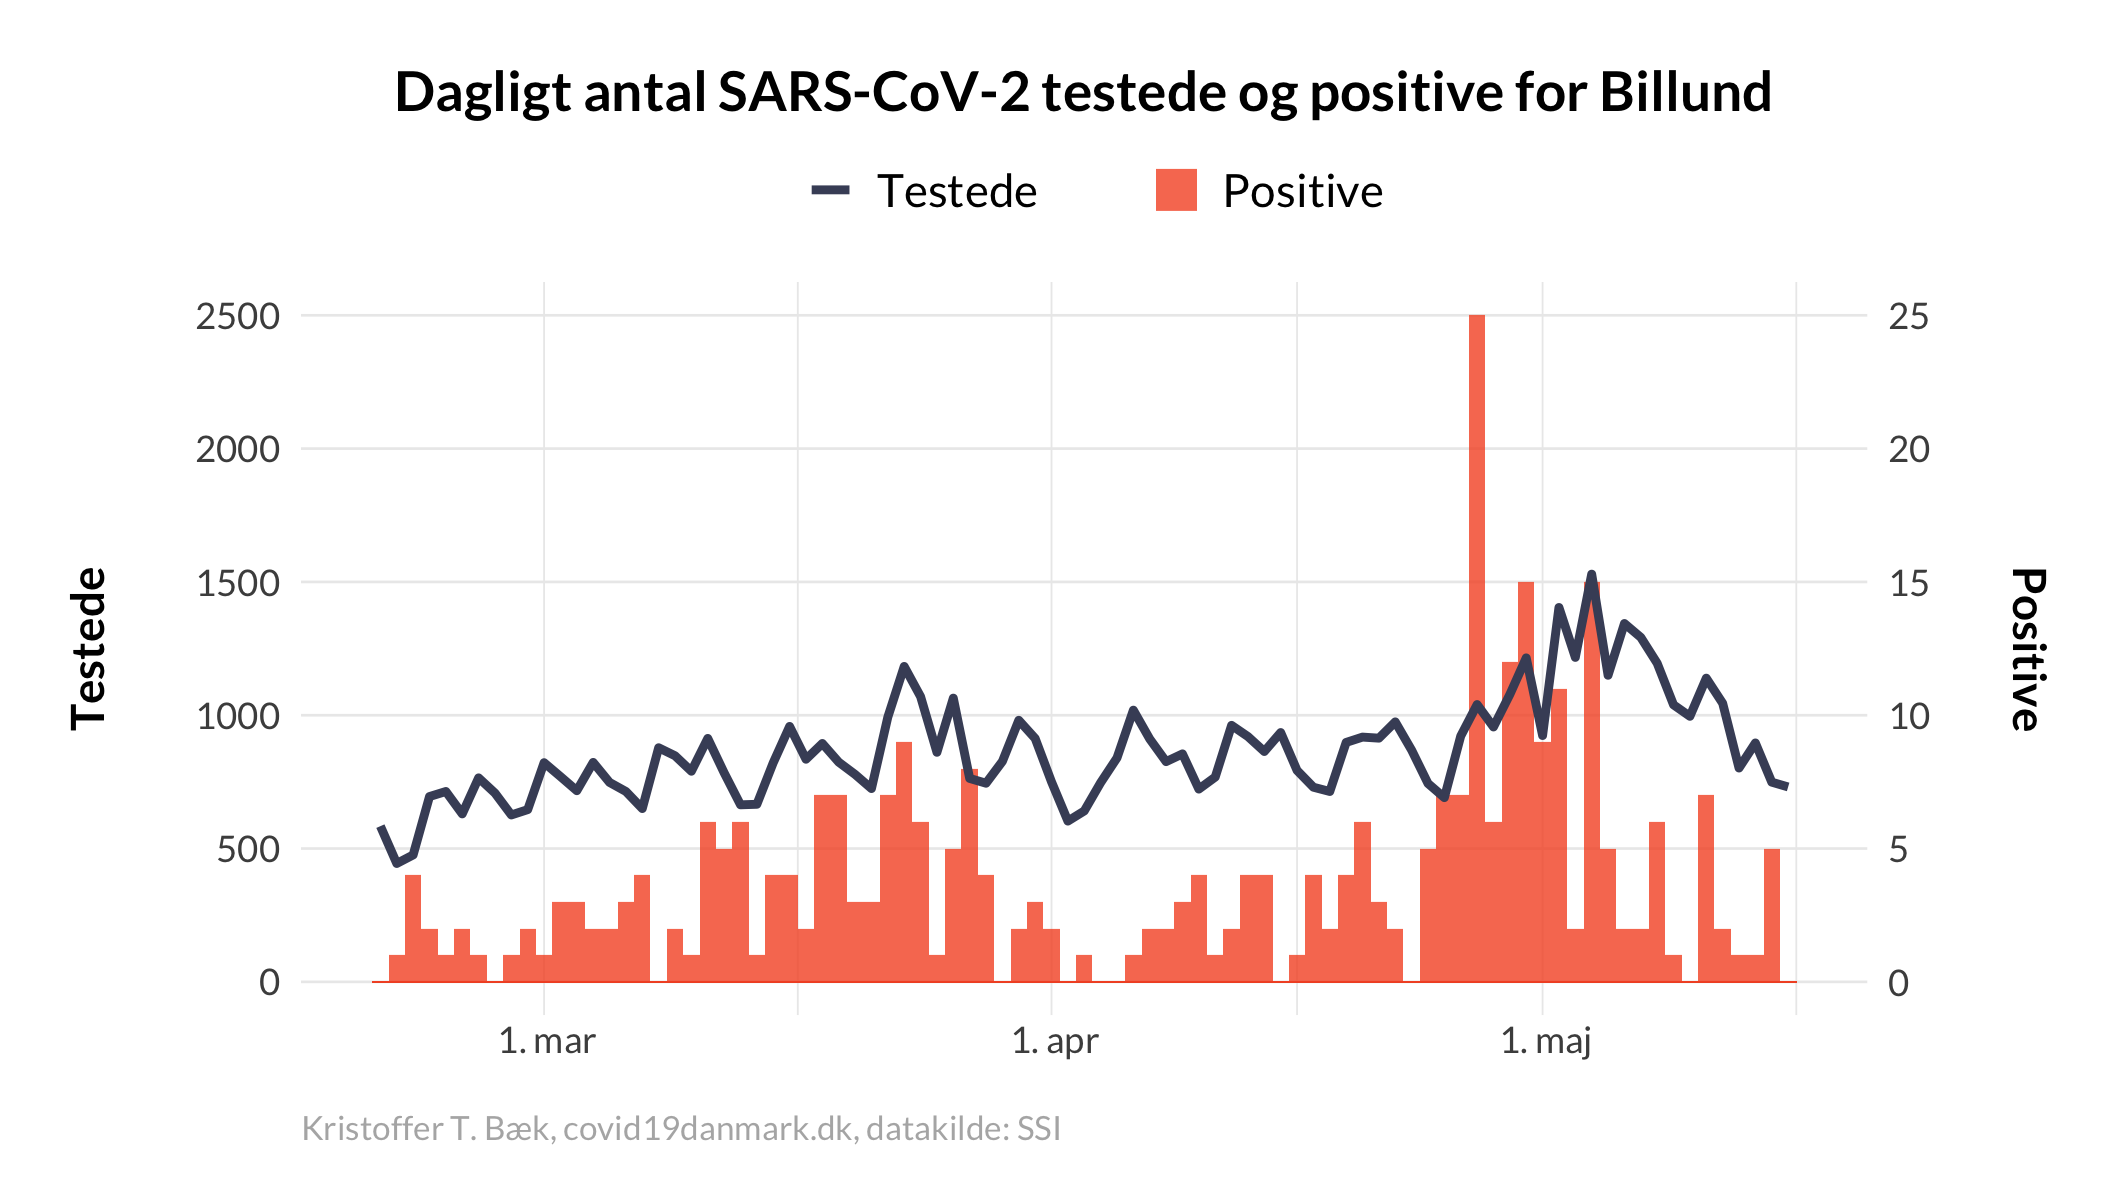 Dagligt antal SARS-CoV-2 testede og positive for Billund
Testede Positive
2500 25
2000 20
1500 15
1000 10
500 5
0 0
Testede
Positive
1. mar 1. apr 1. maj
Kristoffer T. Bæk, covid19danmark.dk, datakilde: SSI